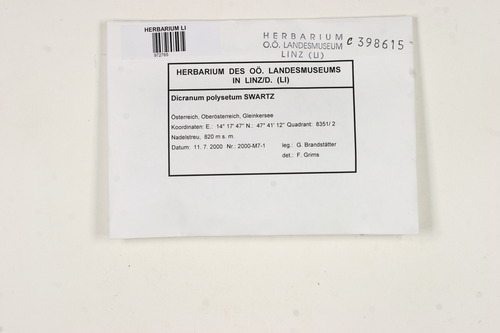 HERBARIUM LI
972765
HERBARIUM
O.Ö. LANDESMUSEUM
LINZ (LI)
C 398615
HERBARIUM DES OÖ. LANDESMUSEUMS
IN LINZ/D. (LI)
Dicranum polysetum SWARTZ
Österreich, Oberösterreich, Gleinkersee
Koordinaten: E.: 14° 17' 47" N.: 47° 41' 12" Quadrant: 8351/ 2
Nadelstreu, 820 m s. m.
Datum: 11. 7. 2000 Nr.: 2000-M7-1 leg.: G. Brandstätter
det.: F. Grims